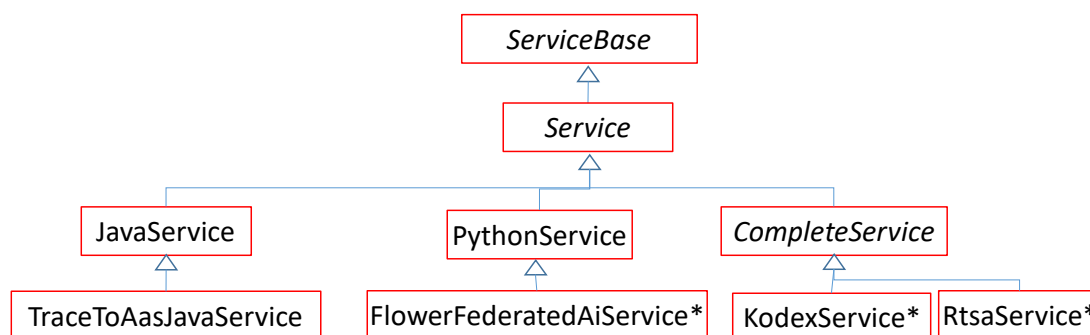 ServiceBase
Service
JavaService
PythonService
CompleteService
TraceToAasJavaService
FlowerFederatedAiService*
KodexService*
RtsaService*